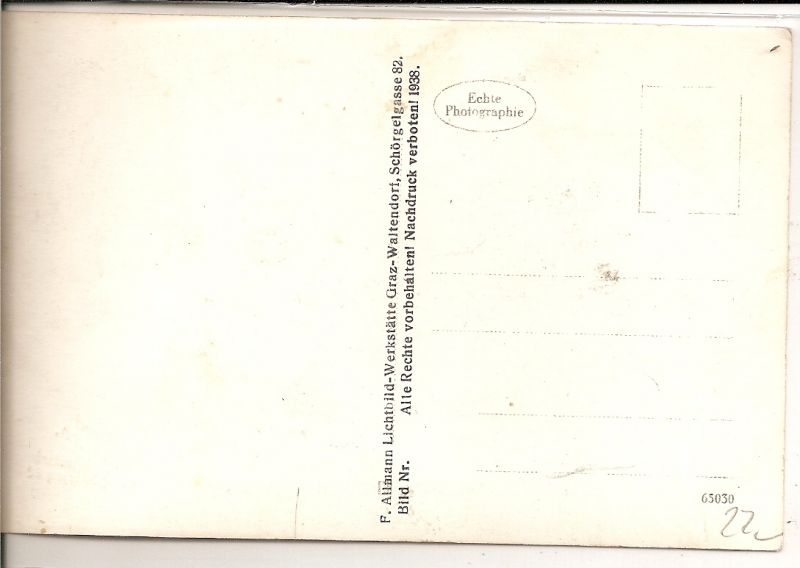 F. Allmann Lichtbild-Werkstätte Graz-Waltendorf, Schörgelgasse 82.
Bild Nr. Alle Rechte vorbehalten! Nachdruck verboten! 1938.
Echte
Photographie
65030
22